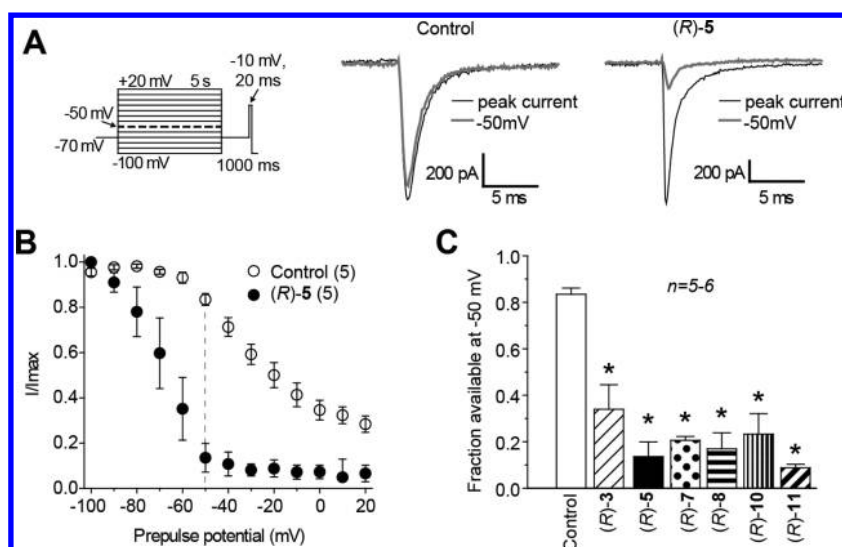 A
+20 mV 5 s
-10 mV,
20 ms
-50 mV
-70 mV
-100 mV
1000 ms
Control
peak current
-50mV
200 pA
5 ms
(R)-5
peak current
-50mV
200 pA
5 ms
B
I/Imax
1.0
0.8
0.6
0.4
0.2
0.0
-100 -80 -60 -40 -20 0 20
Prepulse potential (mV)
Control (5)
(R)-5 (5)
C
Fraction available at -50 mV
1.0
0.8
0.6
0.4
0.2
0.0
n=5-6
* * * * * *
Control
(R)-3
(R)-5
(R)-7
(R)-8
(R)-10
(R)-11